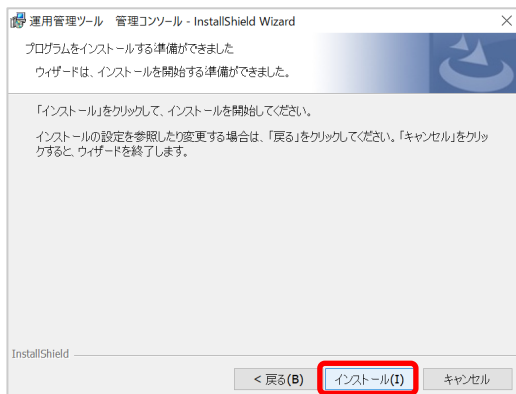 運用管理ツール　管理コンソール - InstallShield Wizard
プログラムをインストールする準備ができました
ウィザードは、インストールを開始する準備ができました。
「インストール」をクリックして、インストールを開始してください。
インストールの設定を参照したり変更する場合は、「戻る」をクリックしてください。「キャンセル」をクリッ
クすると、ウィザードを終了します。
InstallShield
< 戻る(B)
インストール(I)
キャンセル